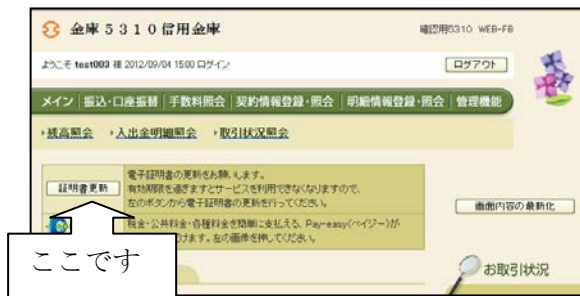 金庫５３１０信用金庫
確認用5310 WEB-FB
ようこそ test003 様 2012/09/04 15:00 ログイン
ログアウト
メイン 振込・口座振替 手数料照会 契約情報登録・照会 明細情報登録・照会 管理機能
残高照会 入出金明細照会 取引状況照会
証明書更新
電子証明書の更新をお願いします。
有効期限を過ぎますとサービスを利用できなくなりますので、
左のボタンから電子証明書の更新を行ってください。
画面内容の最新化
税金・公共料金・各種料金を簡単に支払える、Pay-easy(ペイジー)が
けます。左の画像を押してください。
ここです
お取引状況